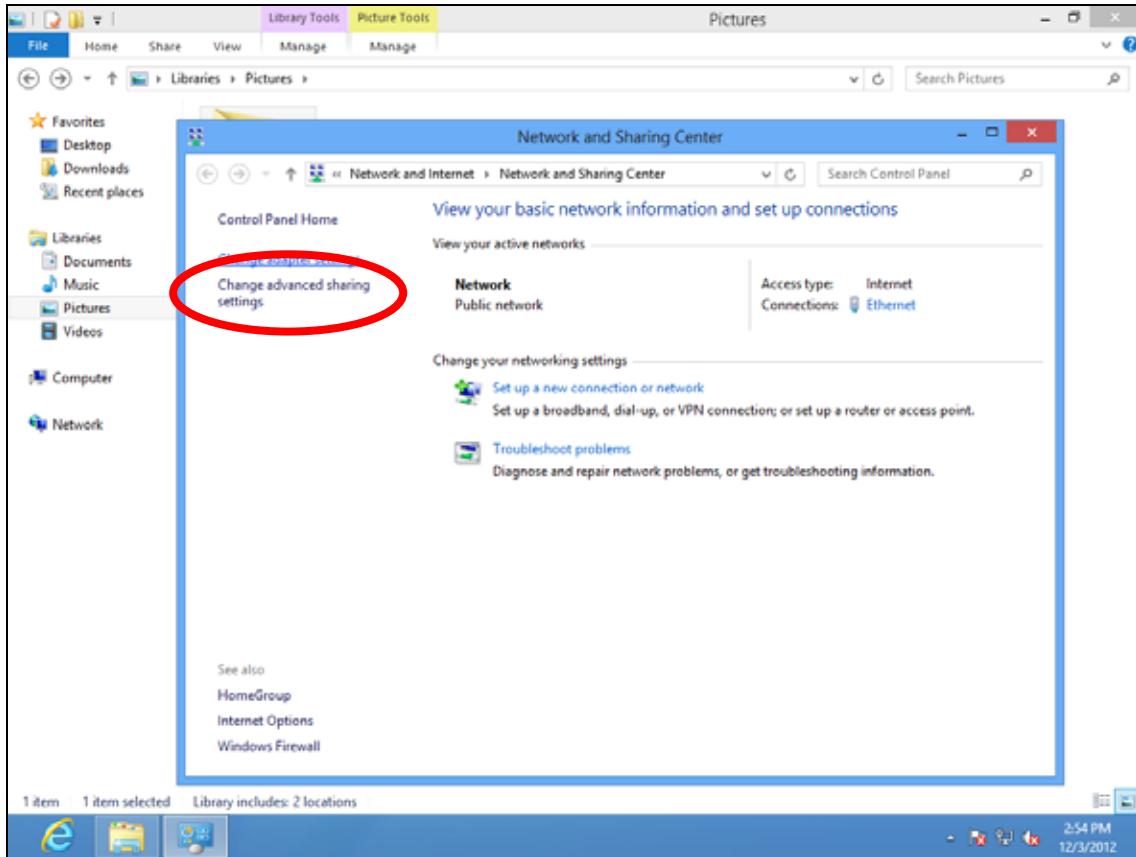 Library Tools Picture Tools Pictures
File Home Share View Manage Manage
Libraries Pictures Search Pictures
Favorites
Desktop
Downloads
Recent places
Libraries
Documents
Music
Pictures
Videos
Computer
Network
Network and Sharing Center
« Network and Internet Network and Sharing Center Search Control Panel
Control Panel Home
Change adapter settings
Change advanced sharing
settings
View your basic network information and set up connections
View your active networks
Network
Public network
Access type: Internet
Connections: Ethernet
Change your networking settings
Set up a new connection or network
Set up a broadband, dial-up, or VPN connection; or set up a router or access point.
Troubleshoot problems
Diagnose and repair network problems, or get troubleshooting information.
See also
HomeGroup
Internet Options
Windows Firewall
1 item 1 item selected Library includes: 2 locations
2:54 PM
12/3/2012